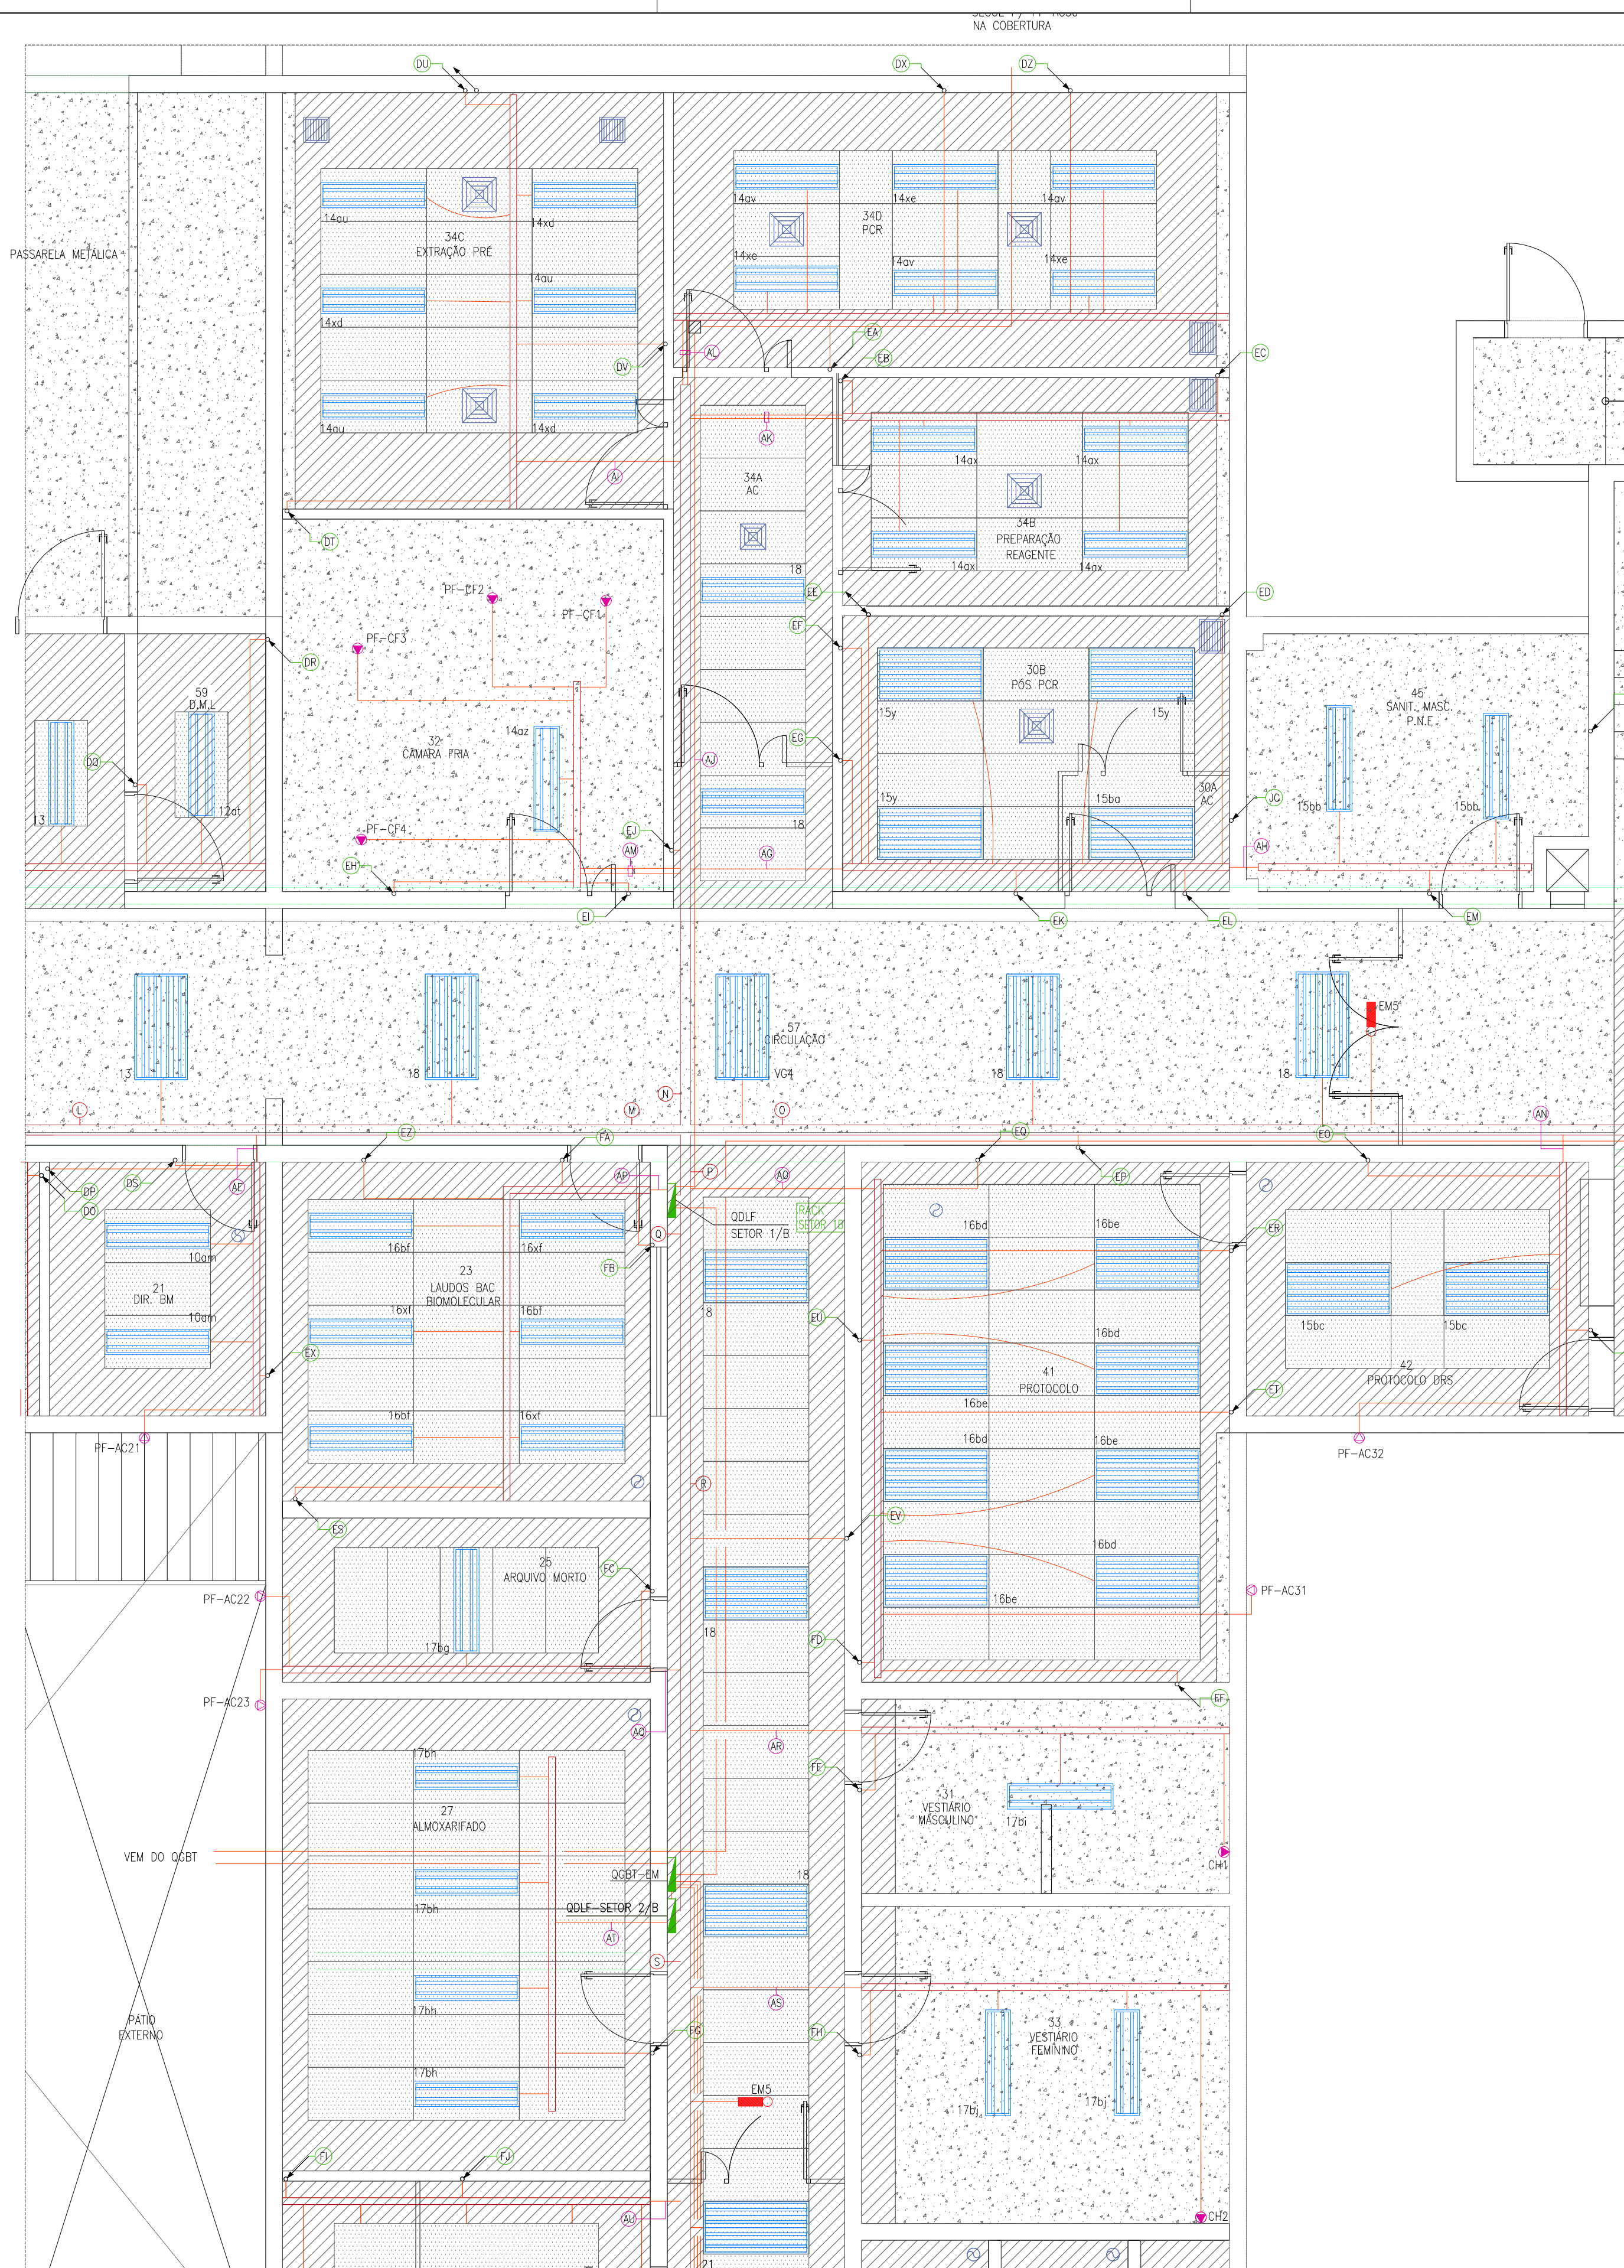 NA COBERTURA
DU
DX
DZ
14au
14xd
34C
EXTRAÇÃO PRÉ
14au
14xd
14au
14xd
14av
14xe
14av
34D
PCR
14xe
14av
14xe
PASSARELA METÁLICA
DV
AL
EA
EB
EC
AK
AI
34A
AC
14ax
14ax
34B
PREPARAÇÃO
REAGENTE
14ax
14ax
DT
18
PF-CF2
PF-CF1
PF-CF3
EE
ED
EF
DR
59
D.M.L
30B
PÓS PCR
15y
15y
45
SANIT. MASC.
P.N.E.
14az
32
CÂMARA FRIA
EG
AJ
DQ
30A
AC
JG
13
12at
15y
15ba
15bb
15bb
18
PF-CF4
EJ
AM
AG
AH
EH
EI
EK
EL
EM
EM5
57
CIRCULAÇÃO
13
18
VG4
18
18
N
L
M
O
AN
EZ
FA
EQ
EP
EO
DP
DS
DO
AE
AP
P
AO
QDLF
SETOR 1/B
RACK
SETOR 1B
Q
16bd
16be
ER
10am
16bf
16xf
FB
21
DIR. BM
23
LAUDOS BAC
BIOMOLECULAR
10am
16xf
16bf
18
EU
16bd
15bc
15bc
EX
41
PROTOCOLO
42
PROTOCOLO DRS
ET
16be
16bf
16xf
16bd
16be
PF-AC21
PF-AC32
R
ES
EV
16bd
25
ARQUIVO MORTO
FC
PF-AC22
PF-AC31
16be
17bg
18
FD
PF-AC23
EF
AQ
AR
17bh
FE
31
VESTIÁRIO
MASCULINO
17bi
27
ALMOXARIFADO
VEM DO QGBT
CH1
QGBT-EM
18
QDLF-SETOR 2/B
17bh
AT
S
17bh
AS
PÁTIO
EXTERNO
FG
FH
33
VESTIÁRIO
FEMININO
17bh
EM5
17bj
17bj
FI
FJ
AU
CH2
21